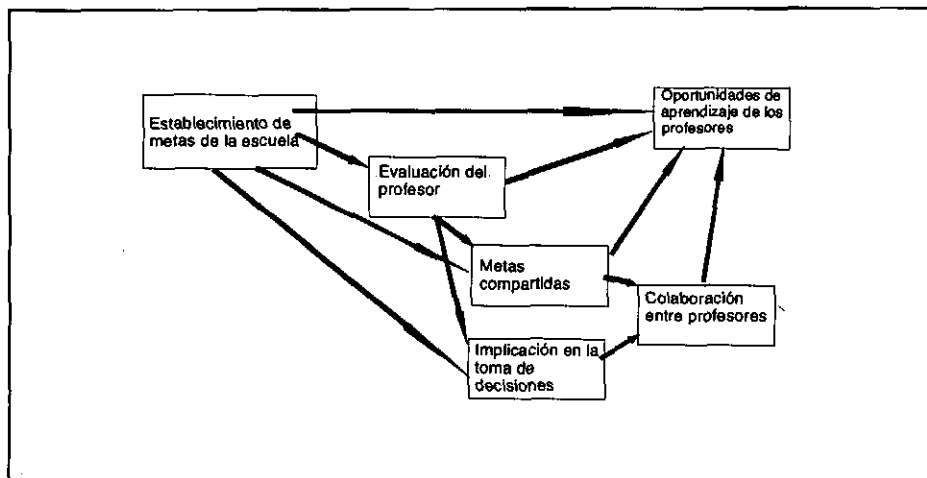 Establecimiento de
metas de la escuela
Oportunidades de
aprendizaje de los
profesores
Evaluación del
profesor
Metas
compartidas
Colaboración
entre profesores
Implicación en la
toma de
decisiones